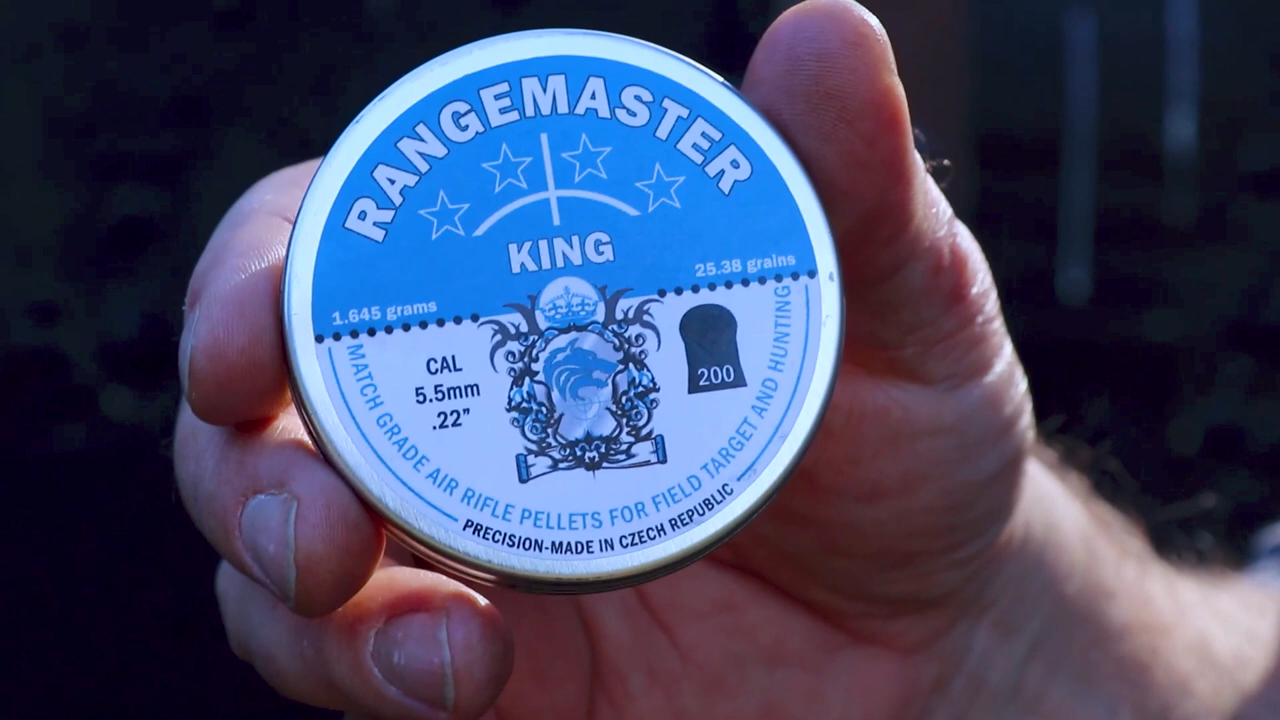 RANGEMASTER
KING
1.645 grams
25.38 grains
CAL
5.5mm
.22”
200
MATCH GRADE AIR RIFLE PELLETS FOR FIELD TARGET AND HUNTING
PRECISION-MADE IN CZECH REPUBLIC